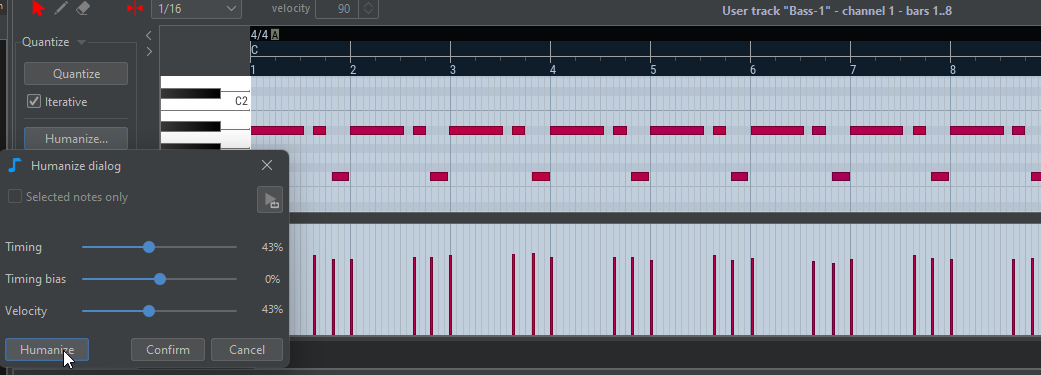 1/16 velocity 90 User track "Bass-1" - channel 1 - bars 1..8
Quantize
4/4 A
C
Quantize
1 2 3 4 5 6 7 8
Iterative
C2
Humanize...
Humanize dialog
Selected notes only
Timing 43%
Timing bias 0%
Velocity 43%
Humanize Confirm Cancel